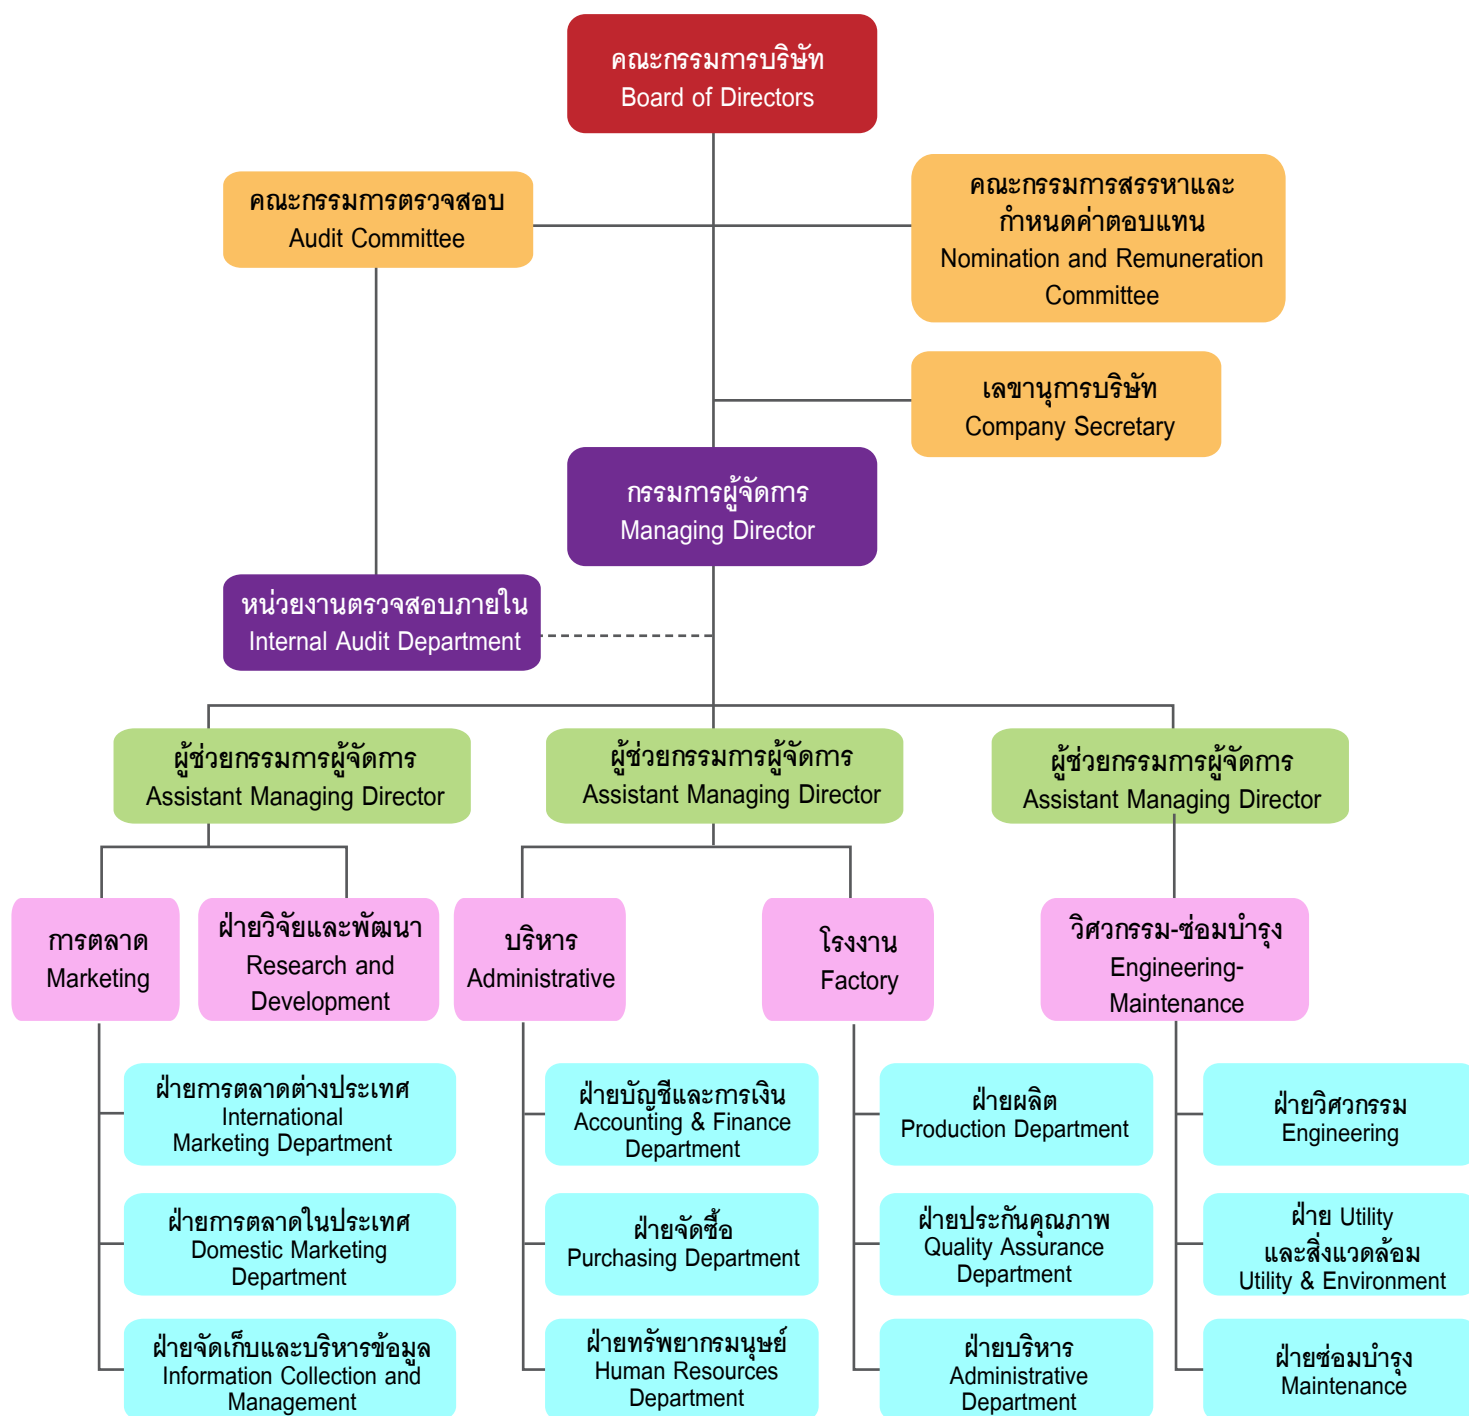 คณะกรรมการบริษัท
Board of Directors
คณะกรรมการตรวจสอบ
Audit Committee
คณะกรรมการสรรหาและ
กำหนดค่าตอบแทน
Nomination and Remuneration
Committee
เลขานุการบริษัท
Company Secretary
กรรมการผู้จัดการ
Managing Director
หน่วยงานตรวจสอบภายใน
Internal Audit Department
ผู้ช่วยกรรมการผู้จัดการ
Assistant Managing Director
ผู้ช่วยกรรมการผู้จัดการ
Assistant Managing Director
ผู้ช่วยกรรมการผู้จัดการ
Assistant Managing Director
การตลาด
Marketing
ฝ่ายวิจัยและพัฒนา
Research and
Development
บริหาร
Administrative
โรงงาน
Factory
วิศวกรรม-ซ่อมบำรุง
Engineering-
Maintenance
ฝ่ายการตลาดต่างประเทศ
International
Marketing Department
ฝ่ายบัญชีและการเงิน
Accounting & Finance
Department
ฝ่ายผลิต
Production Department
ฝ่ายวิศวกรรม
Engineering
ฝ่ายการตลาดในประเทศ
Domestic Marketing
Department
ฝ่ายจัดซื้อ
Purchasing Department
ฝ่ายประกันคุณภาพ
Quality Assurance
Department
ฝ่าย Utility
และสิ่งแวดล้อม
Utility & Environment
ฝ่ายจัดเก็บและบริหารข้อมูล
Information Collection and
Management
ฝ่ายทรัพยากรมนุษย์
Human Resources
Department
ฝ่ายบริหาร
Administrative
Department
ฝ่ายซ่อมบำรุง
Maintenance